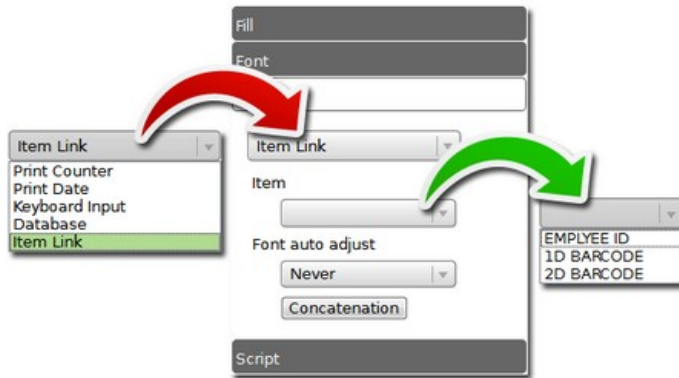 Fill
Font
Item Link
Print Counter
Print Date
Keyboard Input
Database
Item Link
Item Link
Item
Font auto adjust
Never
Concatenation
Script
EMPLYEE ID
1D BARCODE
2D BARCODE